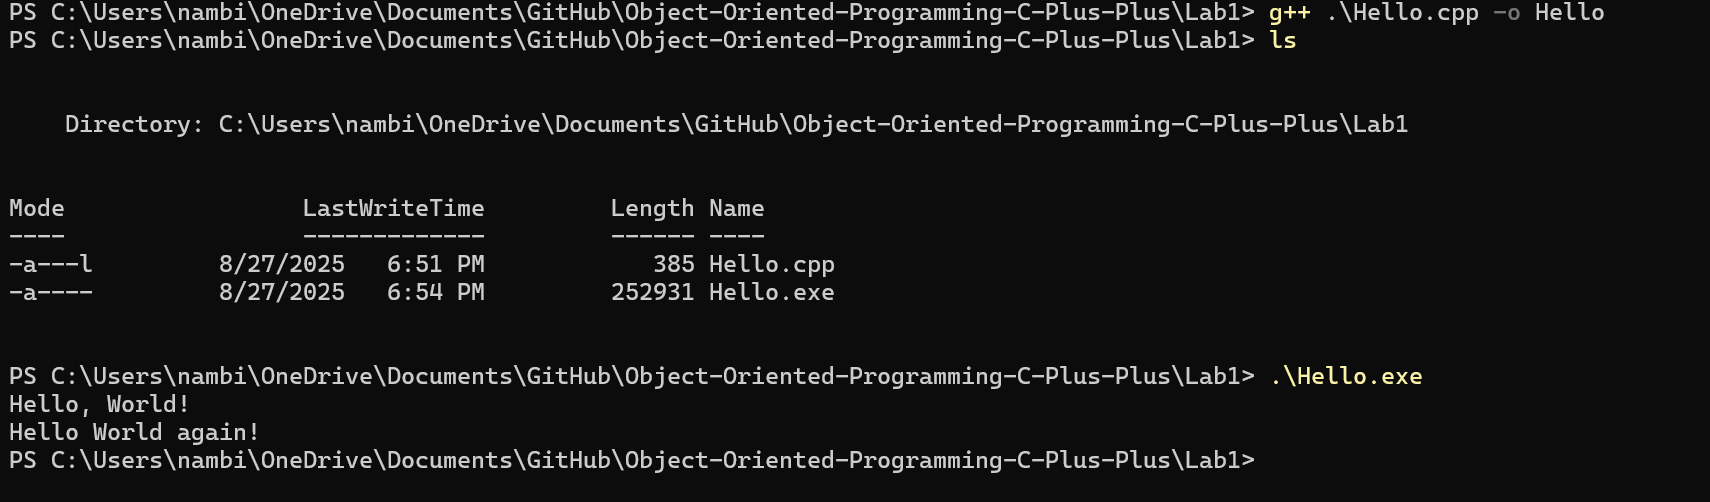 PS C:\Users\nambi\OneDrive\Documents\GitHub\Object-Oriented-Programming-C-Plus-Plus\Lab1> g++ .\Hello.cpp -o Hello
PS C:\Users\nambi\OneDrive\Documents\GitHub\Object-Oriented-Programming-C-Plus-Plus\Lab1> ls
    Directory: C:\Users\nambi\OneDrive\Documents\GitHub\Object-Oriented-Programming-C-Plus-Plus\Lab1
Mode                 LastWriteTime         Length Name
----                 -------------         ------ ----
-a---l         8/27/2025   6:51 PM            385 Hello.cpp
-a----         8/27/2025   6:54 PM         252931 Hello.exe
PS C:\Users\nambi\OneDrive\Documents\GitHub\Object-Oriented-Programming-C-Plus-Plus\Lab1> .\Hello.exe
Hello, World!
Hello World again!
PS C:\Users\nambi\OneDrive\Documents\GitHub\Object-Oriented-Programming-C-Plus-Plus\Lab1>